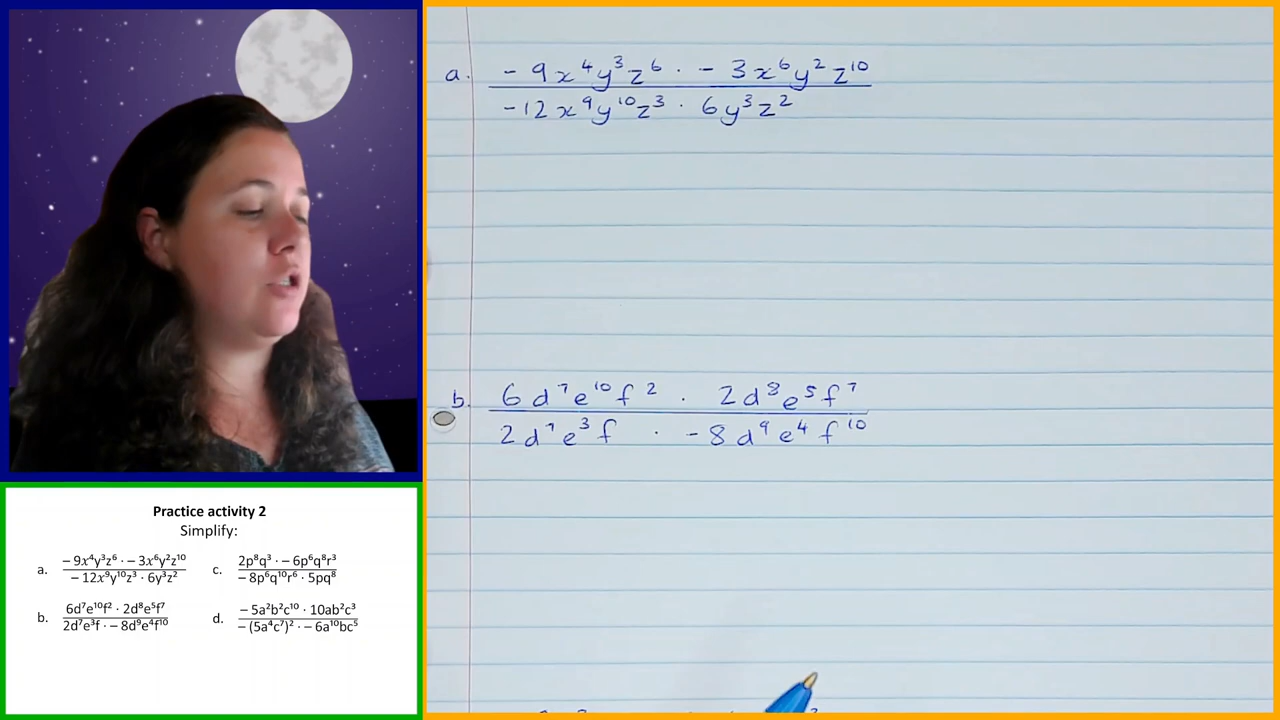 a. - 9x⁴y³z⁶ · - 3x⁶y²z¹⁰
-12x⁹y¹⁰z³ · 6y³z²
b. 6d⁷e¹⁰f² · 2d⁸e⁵f⁷
2d⁷e³f · -8d⁹e⁴f¹⁰
Practice activity 2
Simplify:
a. - 9x⁴y³z⁶ · - 3x⁶y²z¹⁰
- 12x⁹y¹⁰z³ · 6y³z²
c. 2p⁸q³ · - 6p⁶q⁸r³
- 8p⁶q¹⁰r⁶ · 5pq⁸
b. 6d⁷e¹⁰f² · 2d⁸e⁵f⁷
2d⁷e³f · - 8d⁹e⁴f¹⁰
d. - 5a²b²c¹⁰ · 10ab²c³
- (5a⁴c⁷)² · - 6a¹⁰bc⁵